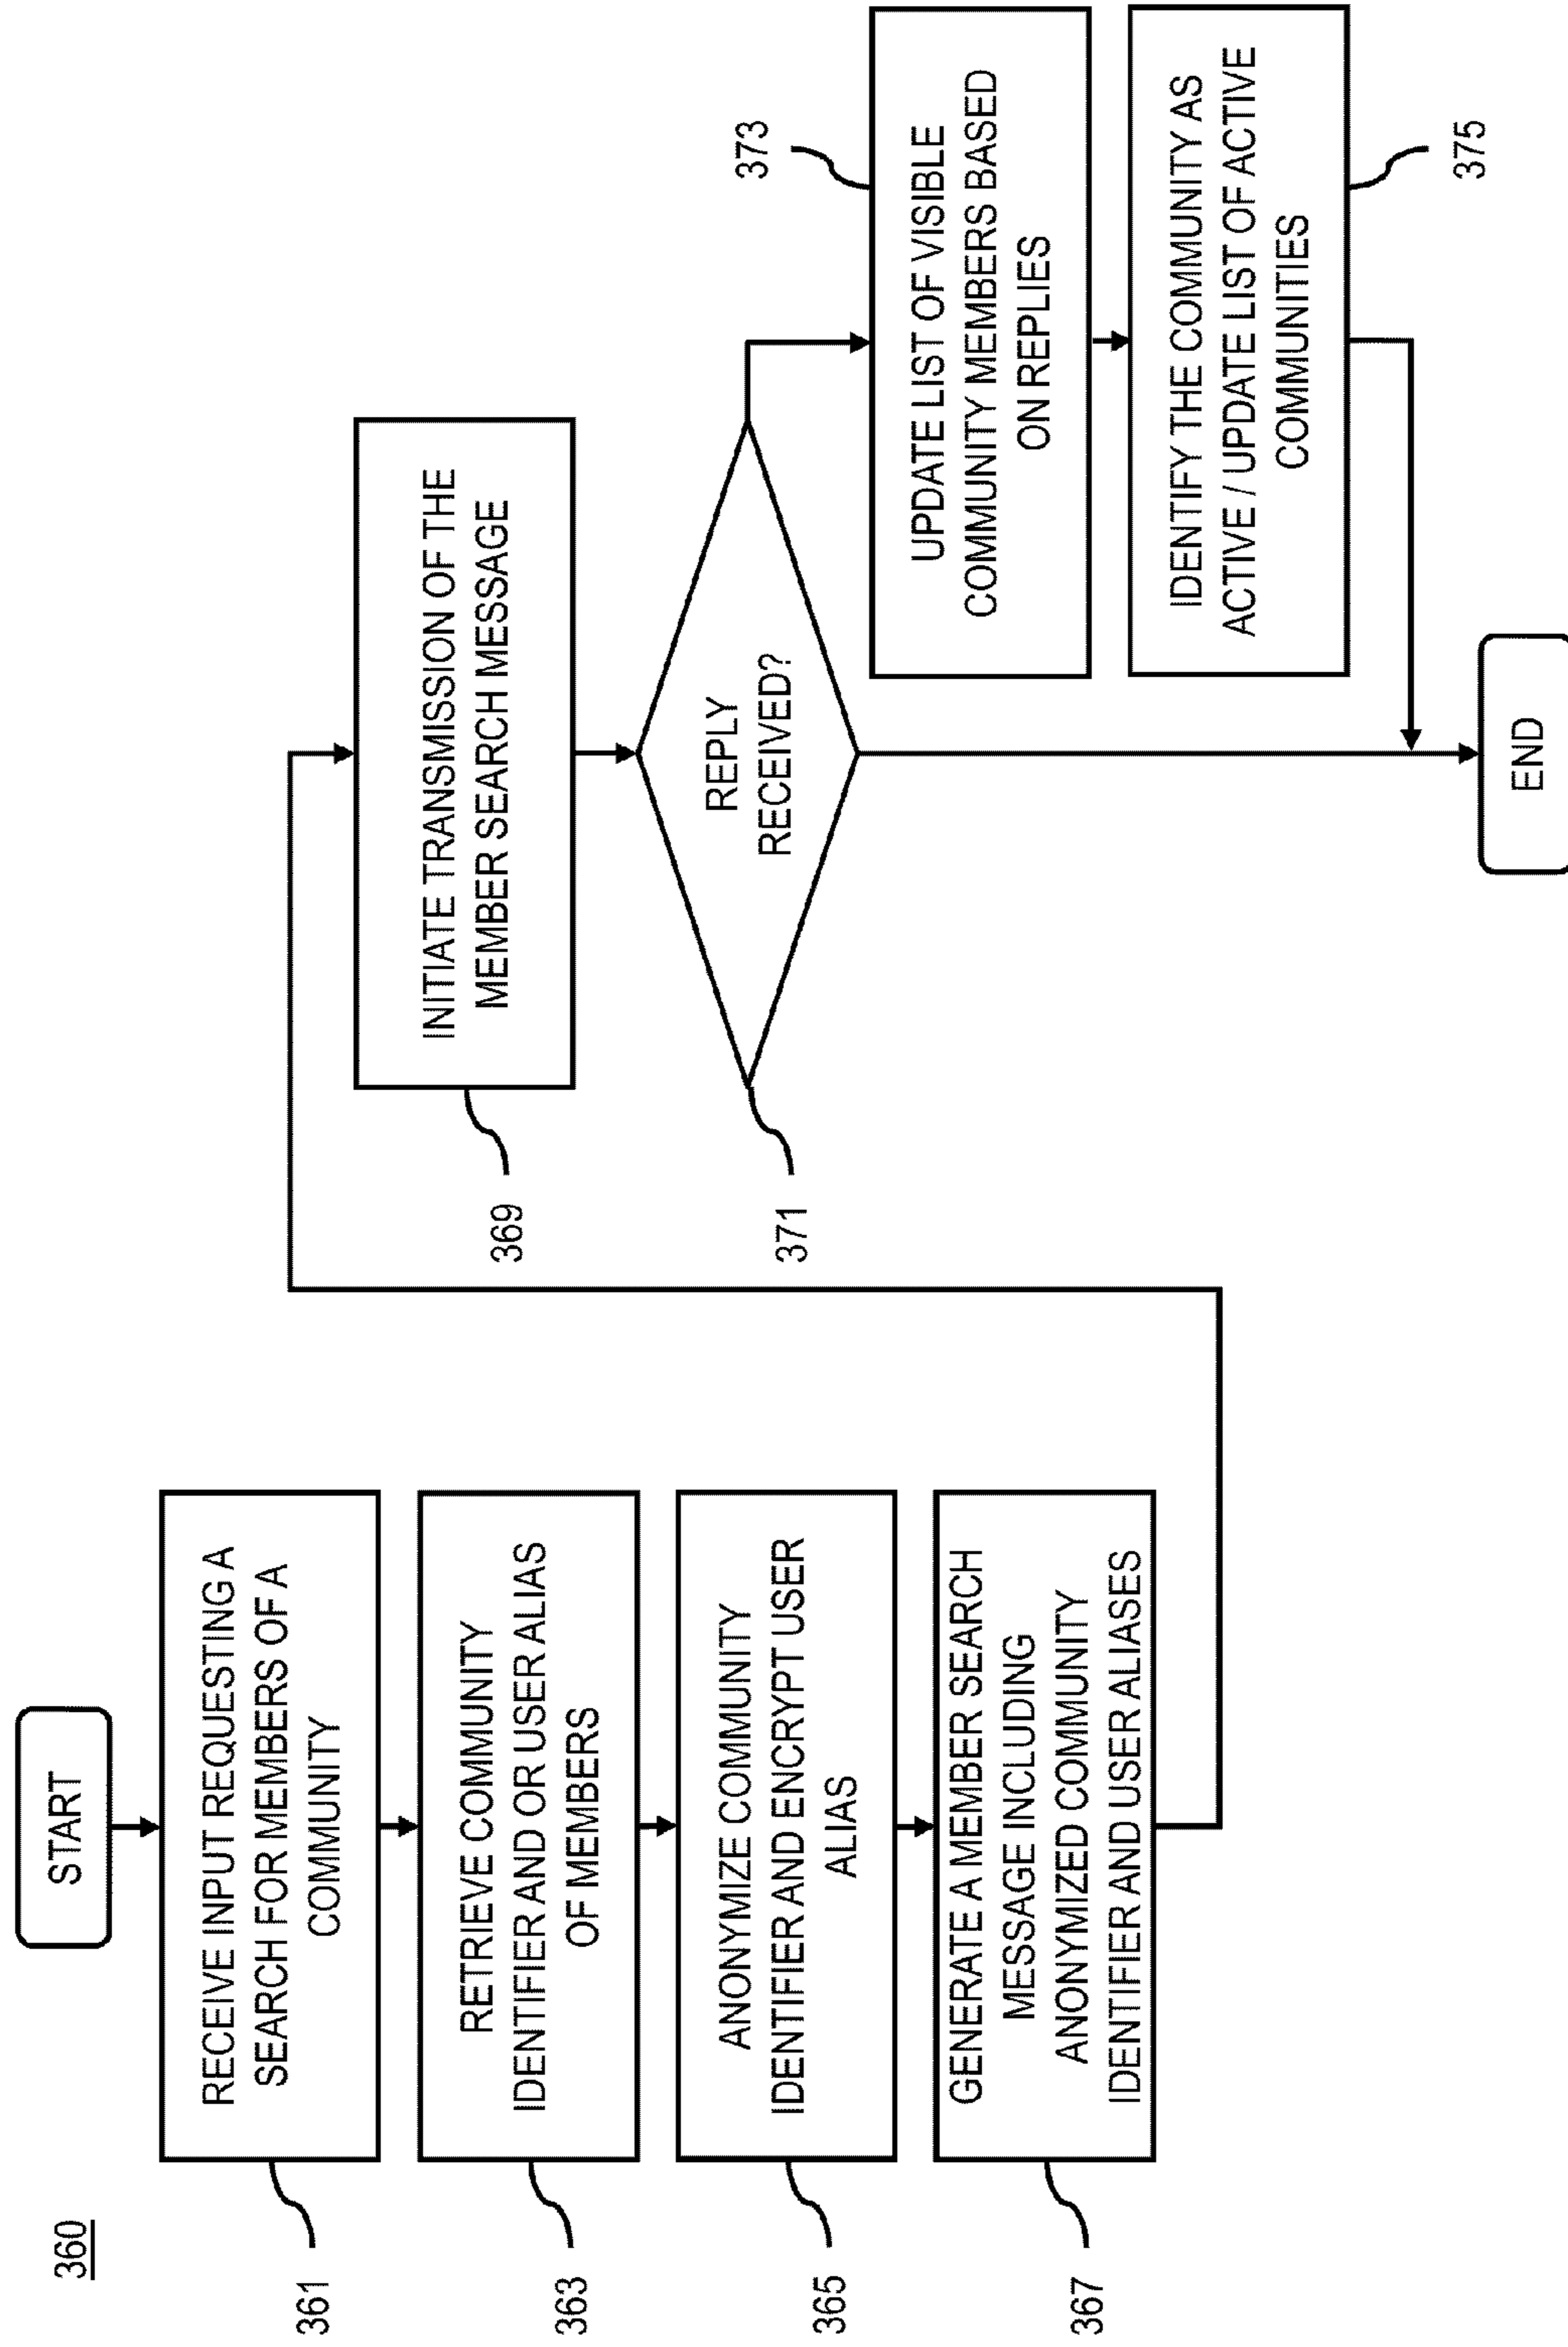 360
START
361
RECEIVE INPUT REQUESTING A
SEARCH FOR MEMBERS OF A
COMMUNITY
363
RETRIEVE COMMUNITY
IDENTIFIER AND OR USER ALIAS
OF MEMBERS
365
ANONYMIZE COMMUNITY
IDENTIFIER AND ENCRYPT USER
ALIAS
367
GENERATE A MEMBER SEARCH
MESSAGE INCLUDING
ANONYMIZED COMMUNITY
IDENTIFIER AND USER ALIASES
369
INITIATE TRANSMISSION OF THE
MEMBER SEARCH MESSAGE
371
REPLY
RECEIVED?
373
UPDATE LIST OF VISIBLE
COMMUNITY MEMBERS BASED
ON REPLIES
IDENTIFY THE COMMUNITY AS
ACTIVE / UPDATE LIST OF ACTIVE
COMMUNITIES
375
END